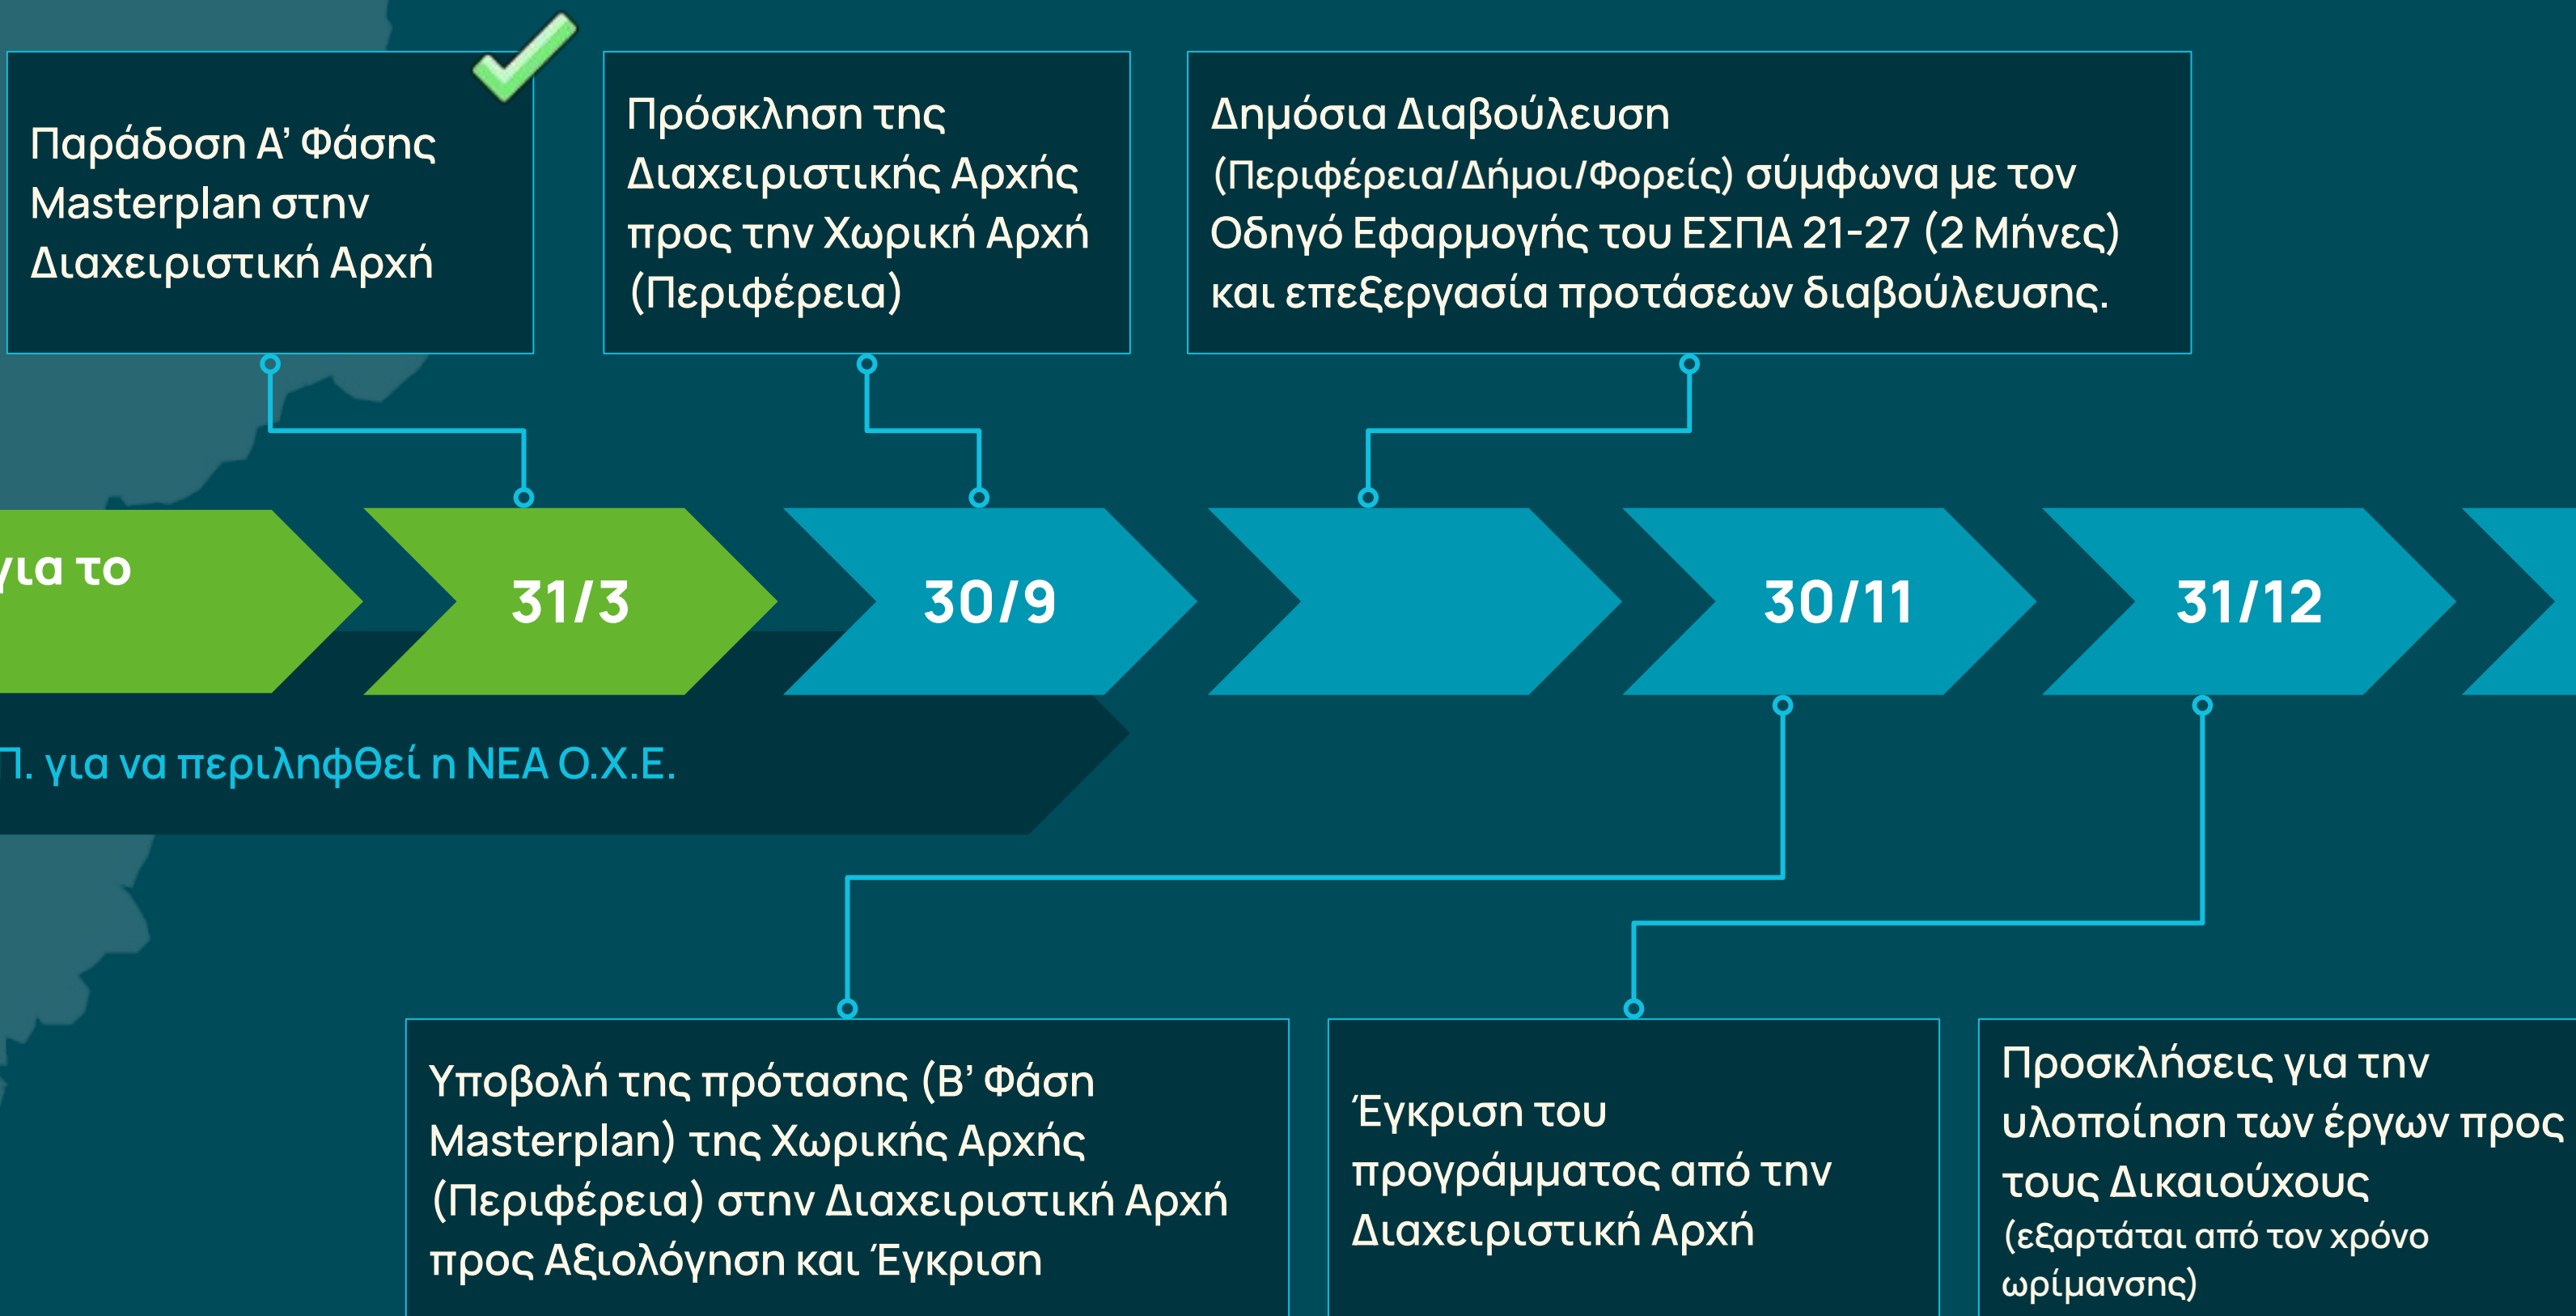 Παράδοση Α’ Φάσης
Masterplan στην
Διαχειριστική Αρχή
Πρόσκληση της
Διαχειριστικής Αρχής
προς την Χωρική Αρχή
(Περιφέρεια)
Δημόσια Διαβούλευση
(Περιφέρεια/Δήμοι/Φορείς) σύμφωνα με τον
Οδηγό Εφαρμογής του ΕΣΠΑ 21-27 (2 Μήνες)
και επεξεργασία προτάσεων διαβούλευσης.
για το
31/3
30/9
30/11
31/12
Π. για να περιληφθεί η ΝΕΑ Ο.Χ.Ε.
Υποβολή της πρότασης (Β’ Φάση
Masterplan) της Χωρικής Αρχής
(Περιφέρεια) στην Διαχειριστική Αρχή
προς Αξιολόγηση και Έγκριση
Έγκριση του
προγράμματος από την
Διαχειριστική Αρχή
Προσκλήσεις για την
υλοποίηση των έργων προς
τους Δικαιούχους
(εξαρτάται από τον χρόνο
ωρίμανσης)